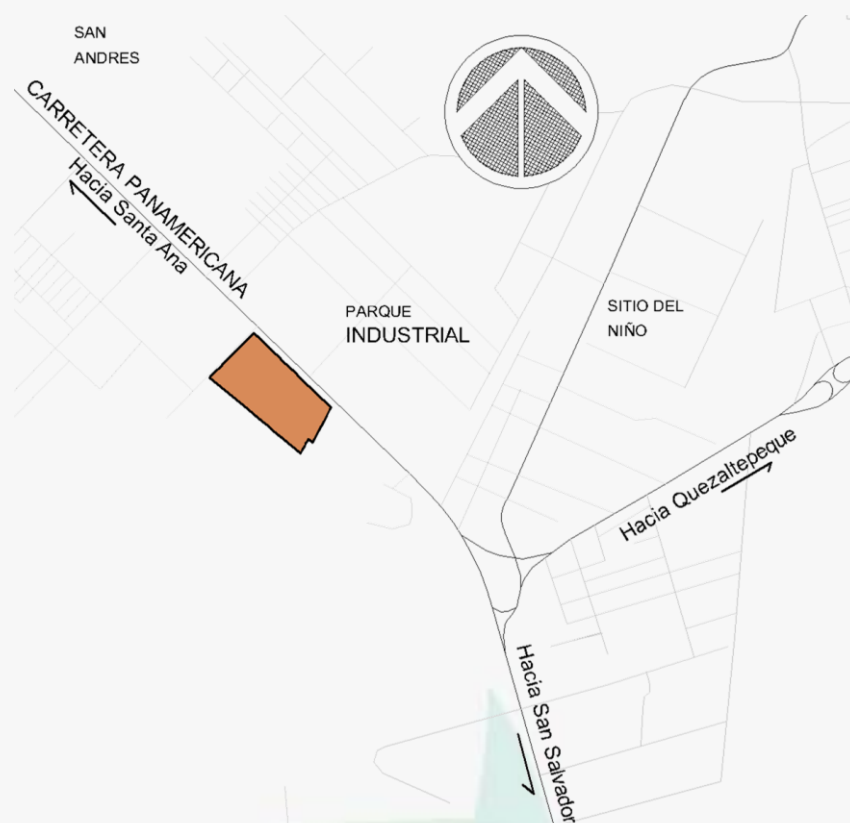 SAN
ANDRES
CARRETERA PANAMERICANA
Hacia Santa Ana
PARQUE
INDUSTRIAL
SITIO DEL
NIÑO
Hacia Quezaltepeque
Hacia San Salvador